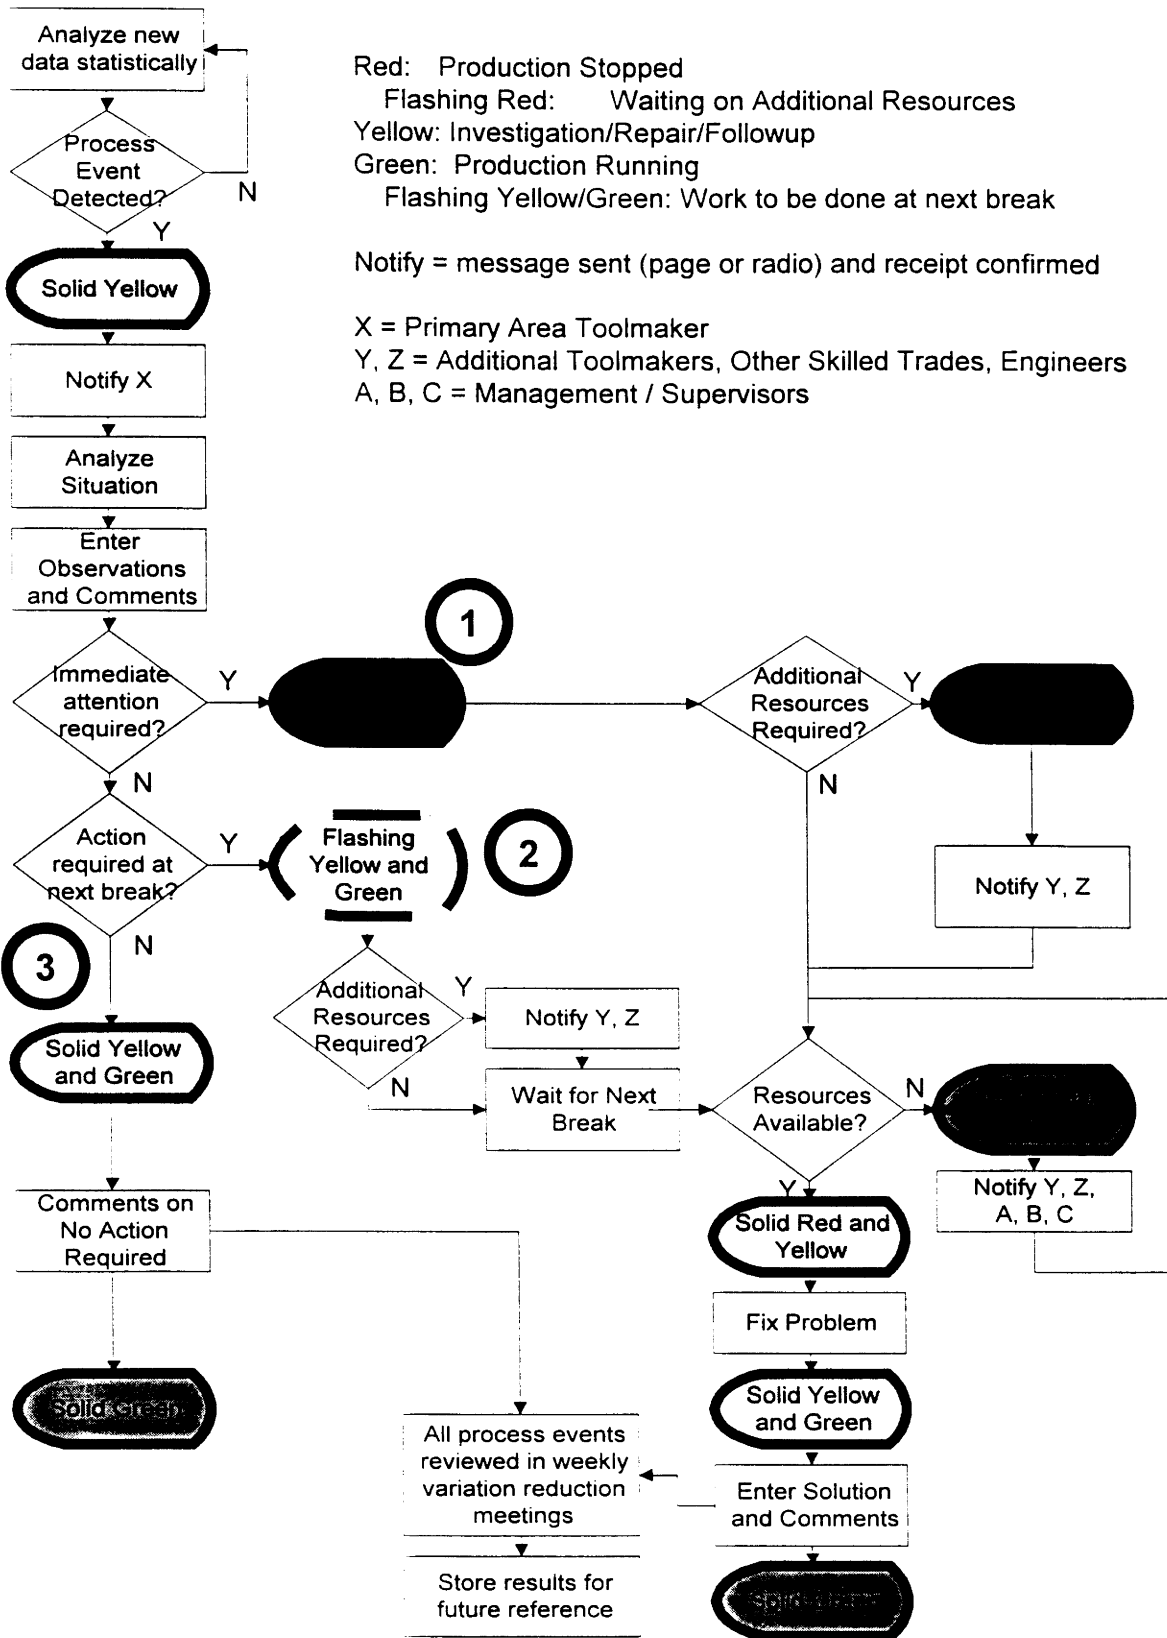 Analyze new
data statistically
Red: Production Stopped
Flashing Red: Waiting on Additional Resources
Yellow: Investigation/Repair/Followup
Green: Production Running
Flashing Yellow/Green: Work to be done at next break
Process
Event
Detected?
N
Y
Notify = message sent (page or radio) and receipt confirmed
X = Primary Area Toolmaker
Y, Z = Additional Toolmakers, Other Skilled Trades, Engineers
A, B, C = Management / Supervisors
Solid Yellow
Notify X
Analyze
Situation
Enter
Observations
and Comments
1
Immediate
attention
required?
Y
N
Additional
Resources
Required?
Y
N
Notify Y, Z
Action
required at
next break?
Y
N
Flashing
Yellow and
Green
2
3
Additional
Resources
Required?
Y
N
Notify Y, Z
Wait for Next
Break
Solid Yellow
and Green
Resources
Available?
N
Y
Notify Y, Z,
A, B, C
Comments on
No Action
Required
Solid Red and
Yellow
Fix Problem
Solid Green
Solid Yellow
and Green
All process events
reviewed in weekly
variation reduction
meetings
Enter Solution
and Comments
Store results for
future reference
Solid Green